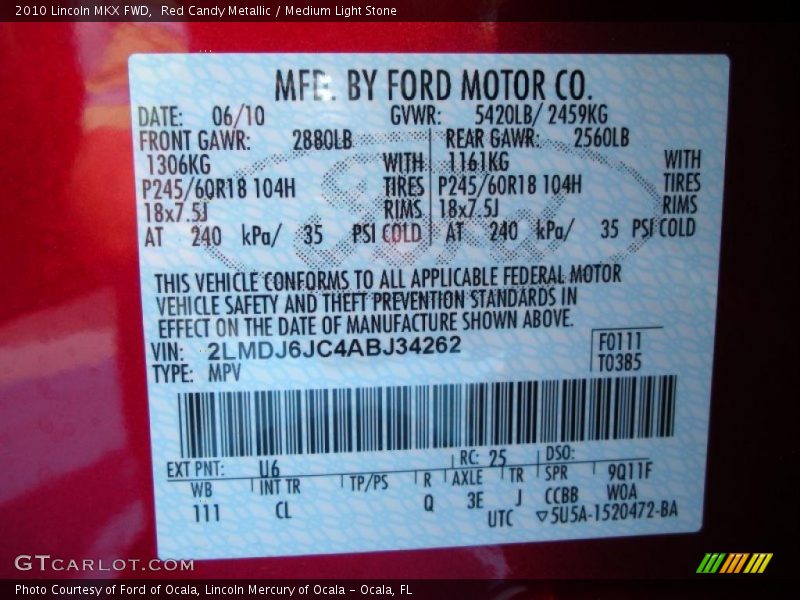 2010 Lincoln MKX FWD,  Red Candy Metallic / Medium Light Stone
MFD. BY FORD MOTOR CO.
DATE: 06/10 GVWR: 5420LB/ 2459KG
FRONT GAWR: 2880LB REAR GAWR: 2560LB
1306KG WITH 1161KG WITH
P245/60R18 104H TIRES P245/60R18 104H TIRES
18x7.5J RIMS 18x7.5J RIMS
AT 240 kPa/ 35 PSI COLD AT 240 kPa/ 35 PSI COLD
THIS VEHICLE CONFORMS TO ALL APPLICABLE FEDERAL MOTOR
VEHICLE SAFETY AND THEFT PREVENTION STANDARDS IN
EFFECT ON THE DATE OF MANUFACTURE SHOWN ABOVE.
VIN: 2LMDJ6JC4ABJ34262 F0111
TYPE: MPV T0385
EXT PNT: U6 RC: 25 DSO:
WB INT TR TP/PS R AXLE TR SPR 9Q11F
111 CL Q 3E J CCBB W0A
UTC ▽5U5A-1520472-BA
GTCARLOT.COM
Photo Courtesy of Ford of Ocala, Lincoln Mercury of Ocala - Ocala, FL